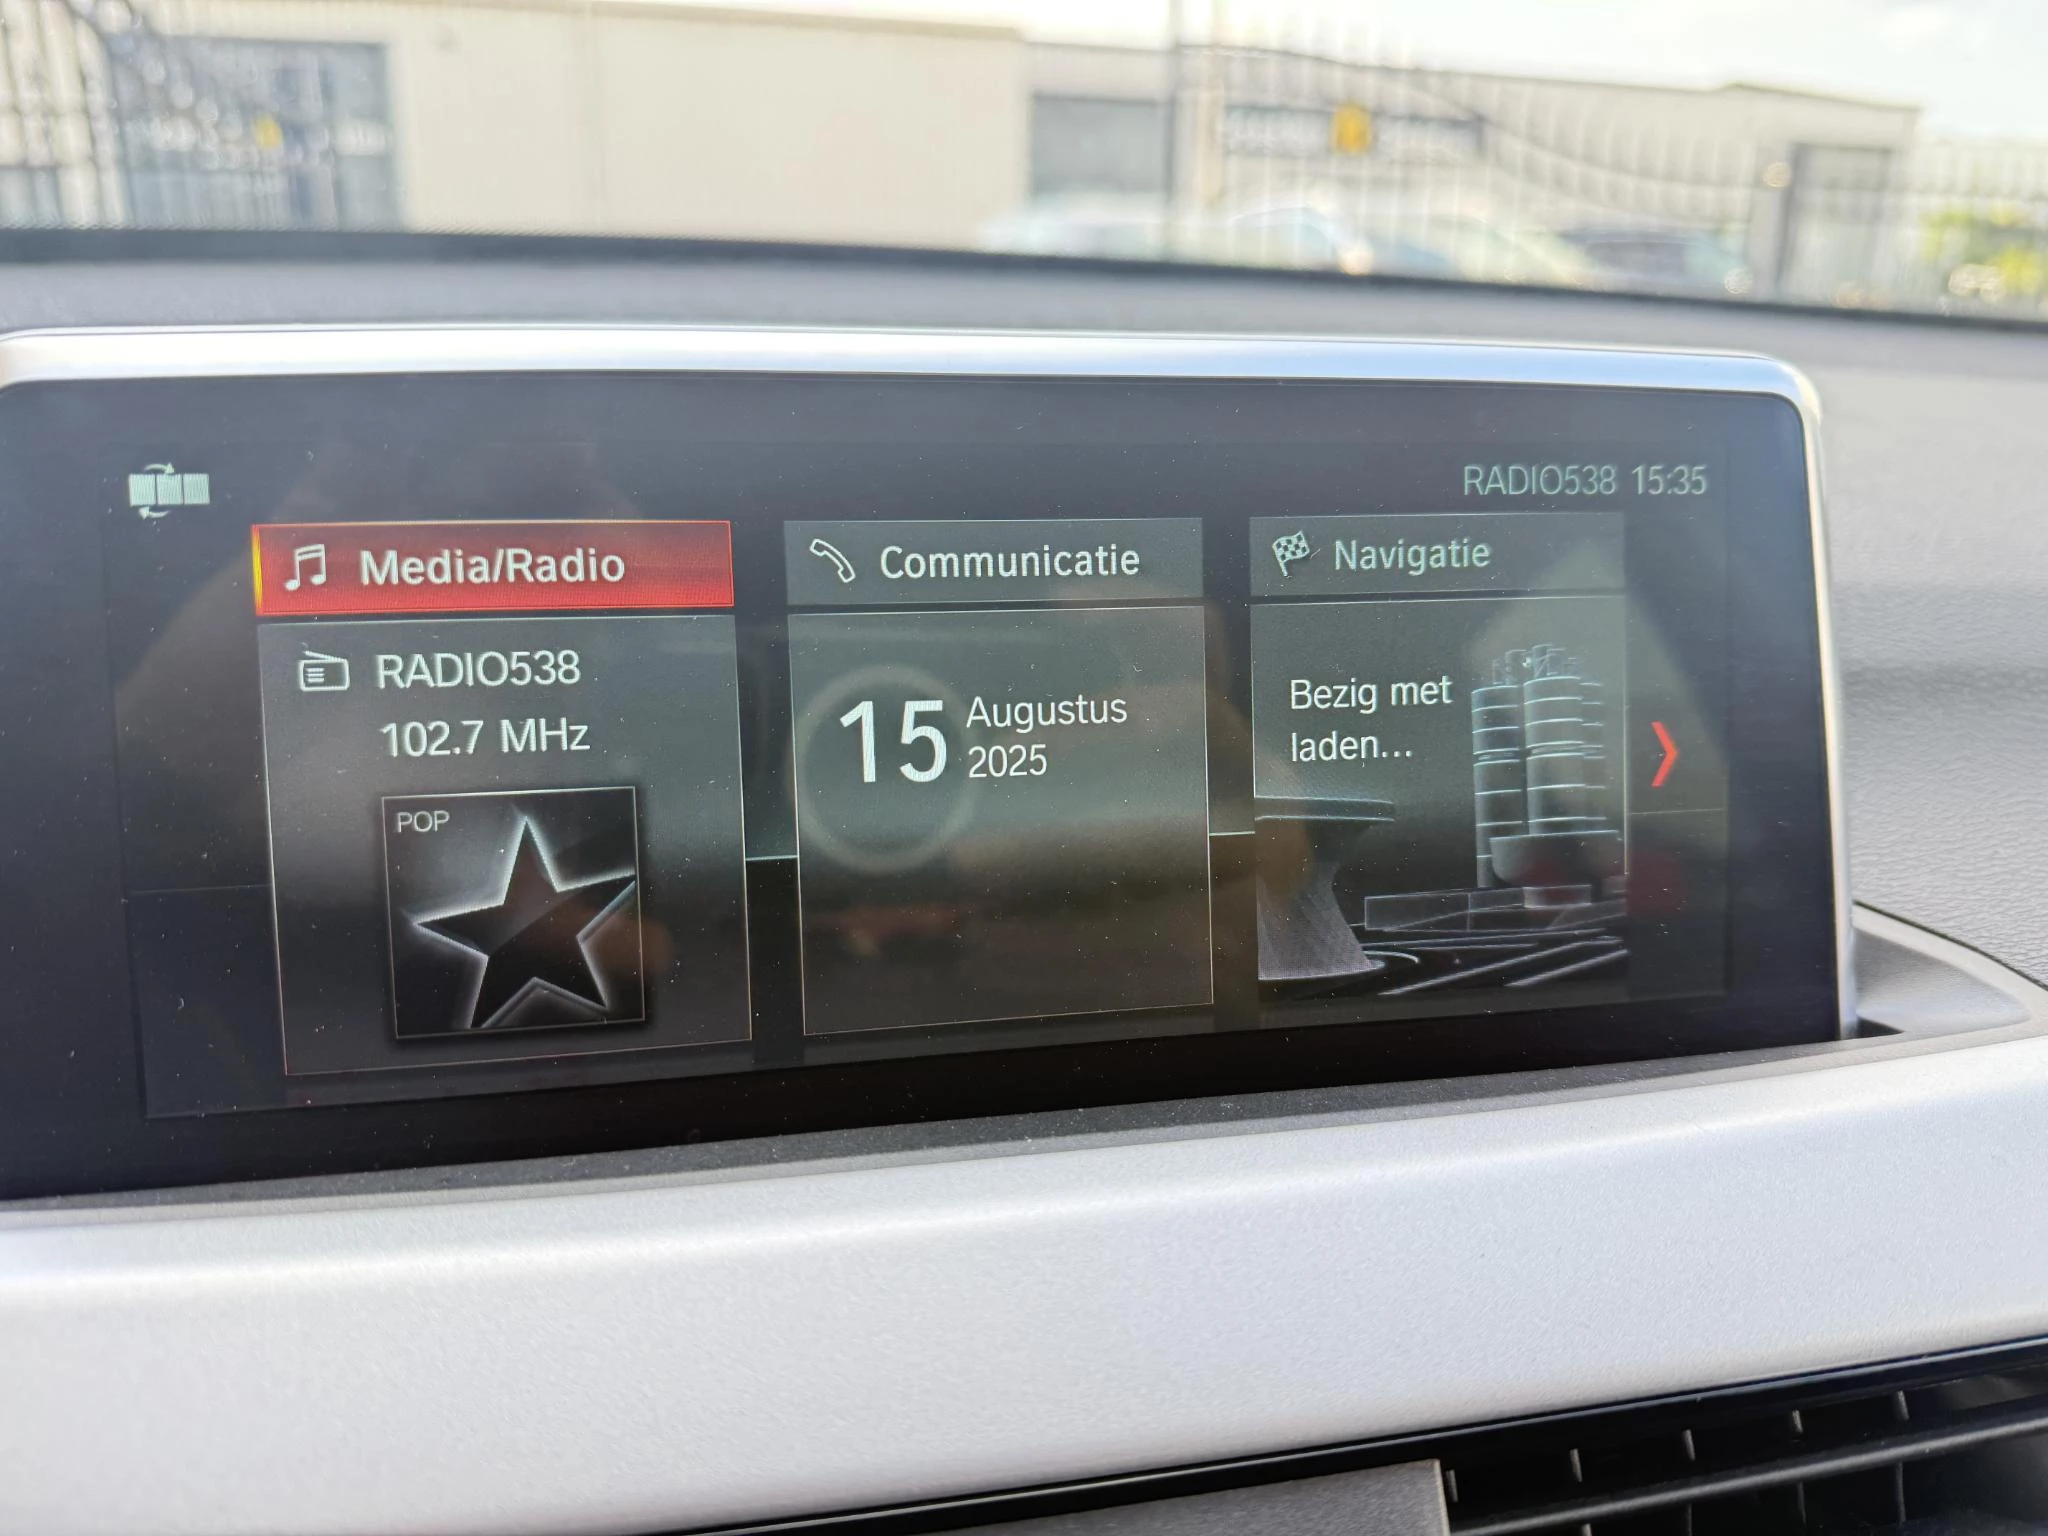 RADIO538 15:35
Media/Radio
RADIO538
102.7 MHz
POP
Communicatie
15 Augustus
2025
Navigatie
Bezig met
laden...